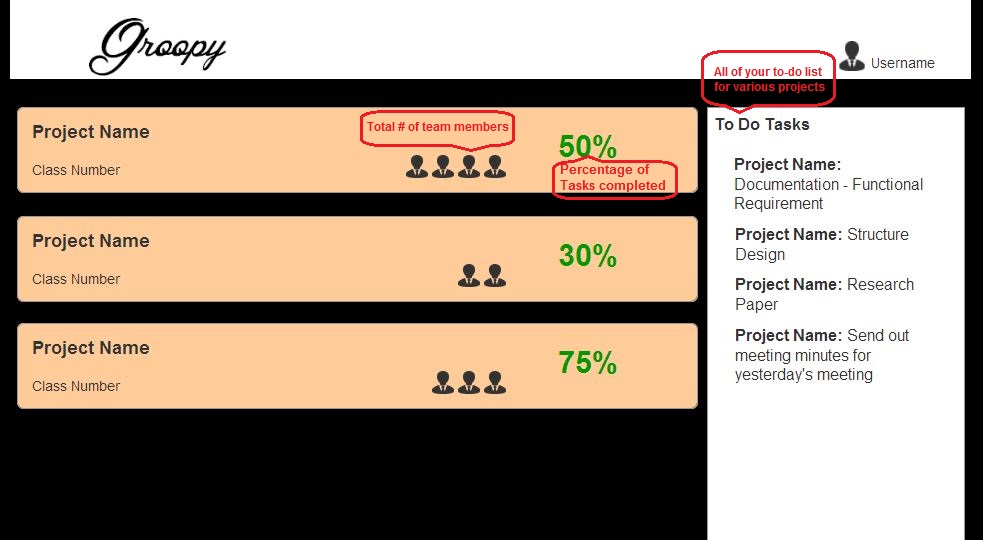 Groopy
Username
All of your to-do list
for various projects
Project Name
Total # of team members
50%
Class Number
Percentage of
Tasks completed
Project Name
30%
Class Number
Project Name
75%
Class Number
To Do Tasks
Project Name:
Documentation - Functional
Requirement
Project Name: Structure
Design
Project Name: Research
Paper
Project Name: Send out
meeting minutes for
yesterday's meeting